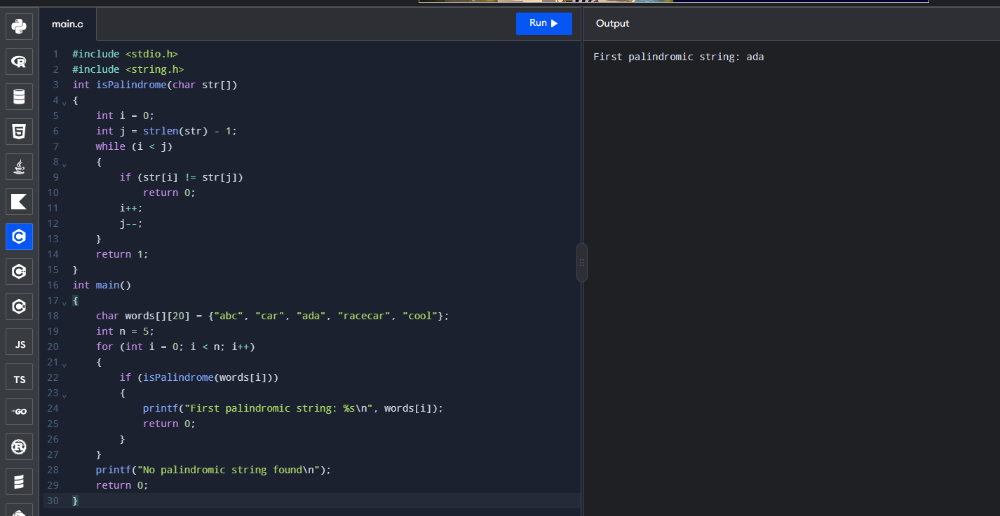 main.c
Run
Output
1 #include <stdio.h>
2 #include <string.h>
3 int isPalindrome(char str[])
4 {
5     int i = 0;
6     int j = strlen(str) - 1;
7     while (i < j)
8     {
9         if (str[i] != str[j])
10             return 0;
11         i++;
12         j--;
13     }
14     return 1;
15 }
16 int main()
17 {
18     char words[][20] = {"abc", "car", "ada", "racecar", "cool"};
19     int n = 5;
20     for (int i = 0; i < n; i++)
21     {
22         if (isPalindrome(words[i]))
23         {
24             printf("First palindromic string: %s\n", words[i]);
25             return 0;
26         }
27     }
28     printf("No palindromic string found\n");
29     return 0;
30 }
First palindromic string: ada
R
5
C
C
C
JS
TS
GO
R